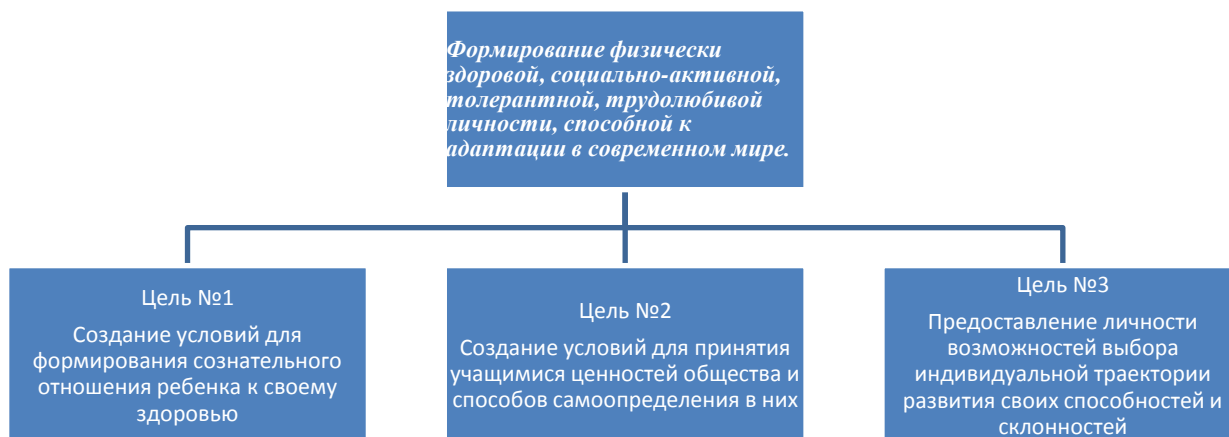 Формирование физически
здоровой, социально-активной,
толерантной, трудолюбивой
личности, способной к
адаптации в современном мире.
Цель №1
Создание условий для
формирования сознательного
отношения ребенка к своему
здоровью
Цель №2
Создание условий для принятия
учащимися ценностей общества и
способов самоопределения в них
Цель №3
Предоставление личности
возможностей выбора
индивидуальной траектории
развития своих способностей и
склонностей